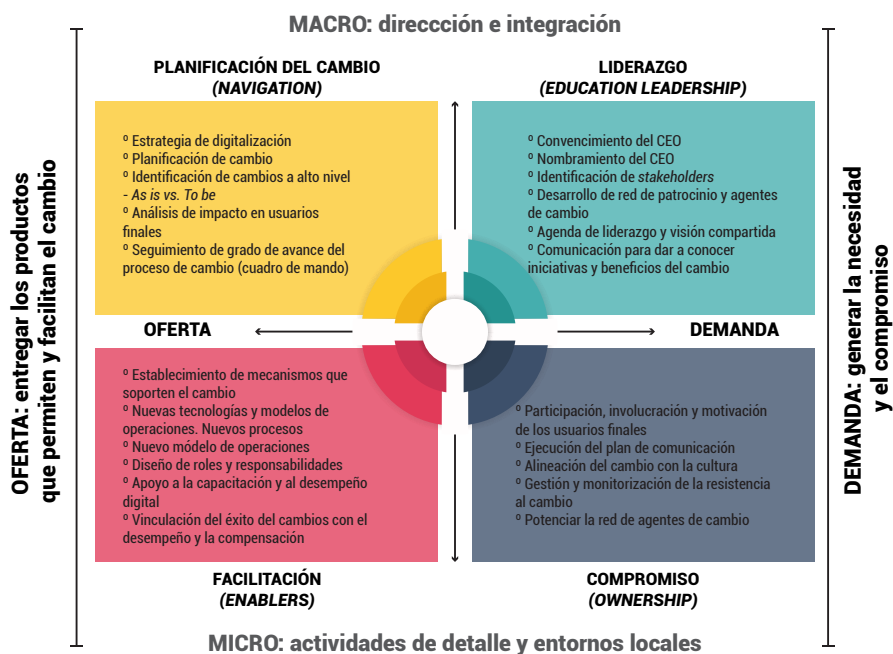 MACRO: direccción e integración
PLANIFICACIÓN DEL CAMBIO
(NAVIGATION)
LIDERAZGO
(EDUCATION LEADERSHIP)
OFERTA: entregar los productos
que permiten y facilitan el cambio
º Estrategia de digitalización
º Planificación de cambio
º Identificación de cambios a alto nivel
- As is vs. To be
º Análisis de impacto en usuarios
finales
º Seguimiento de grado de avance del
proceso de cambio (cuadro de mando)
º Convencimiento del CEO
º Nombramiento del CEO
º Identificación de stakeholders
º Desarrollo de red de patrocinio y agentes
de cambio
º Agenda de liderazgo y visión compartida
º Comunicación para dar a conocer
iniciativas y beneficios del cambio
DEMANDA: generar la necesidad
y el compromiso
OFERTA
DEMANDA
º Establecimiento de mecanismos que
soporten el cambio
º Nuevas tecnologías y modelos de
operaciones. Nuevos procesos
º Nuevo módelo de operaciones
º Diseño de roles y responsabilidades
º Apoyo a la capacitación y al desempeño
digital
º Vinculación del éxito del cambios con el
desempeño y la compensación
º Participación, involucración y motivación
de los usuarios finales
º Ejecución del plan de comunicación
º Alineación del cambio con la cultura
º Gestión y monitorización de la resistencia
al cambio
º Potenciar la red de agentes de cambio
FACILITACIÓN
(ENABLERS)
COMPROMISO
(OWNERSHIP)
MICRO: actividades de detalle y entornos locales